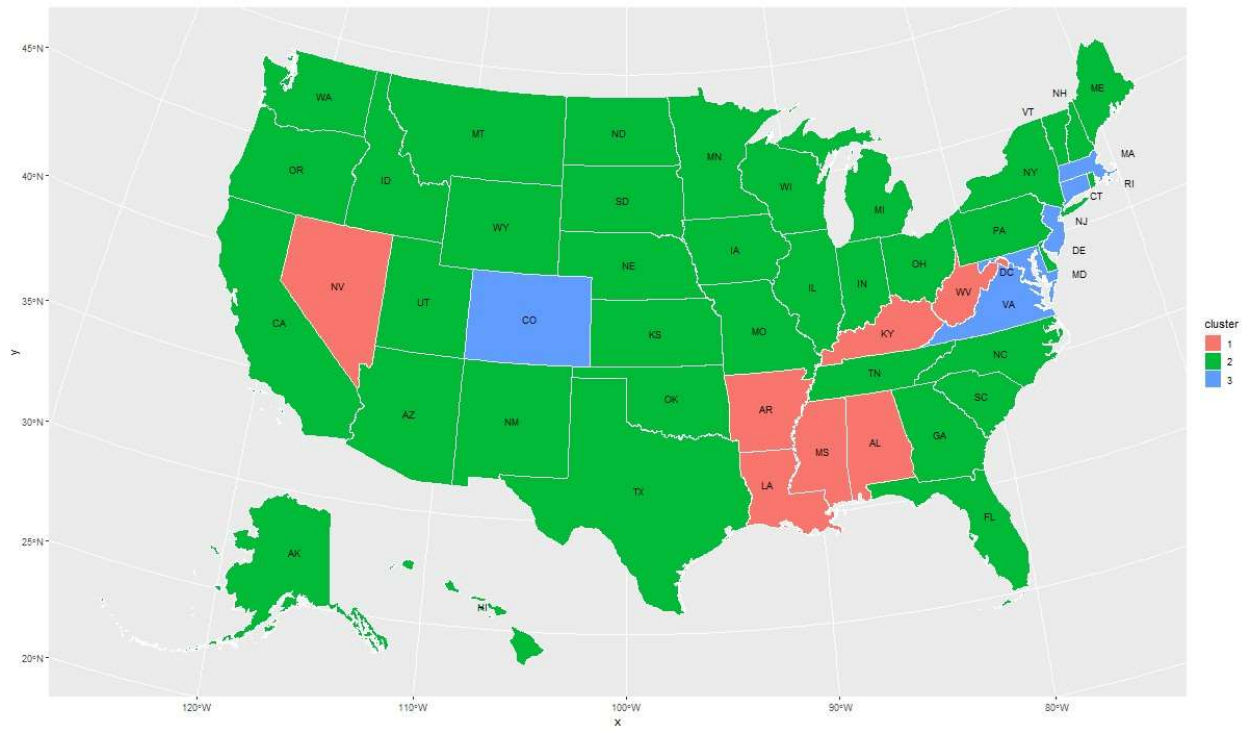 45°N
40°N
35°N
30°N
25°N
20°N
y
WA
MT
ND
MN
OR
ID
WY
SD
WI
MI
NY
VT
NH
ME
MA
RI
CT
NJ
DE
MD
PA
NV
UT
CO
NE
IA
IL
IN
OH
DC
WV
VA
CA
KS
MO
KY
AZ
NM
OK
AR
TN
NC
SC
TX
LA
MS
AL
GA
FL
AK
HI
120°W
110°W
100°W
90°W
80°W
x
cluster
1
2
3